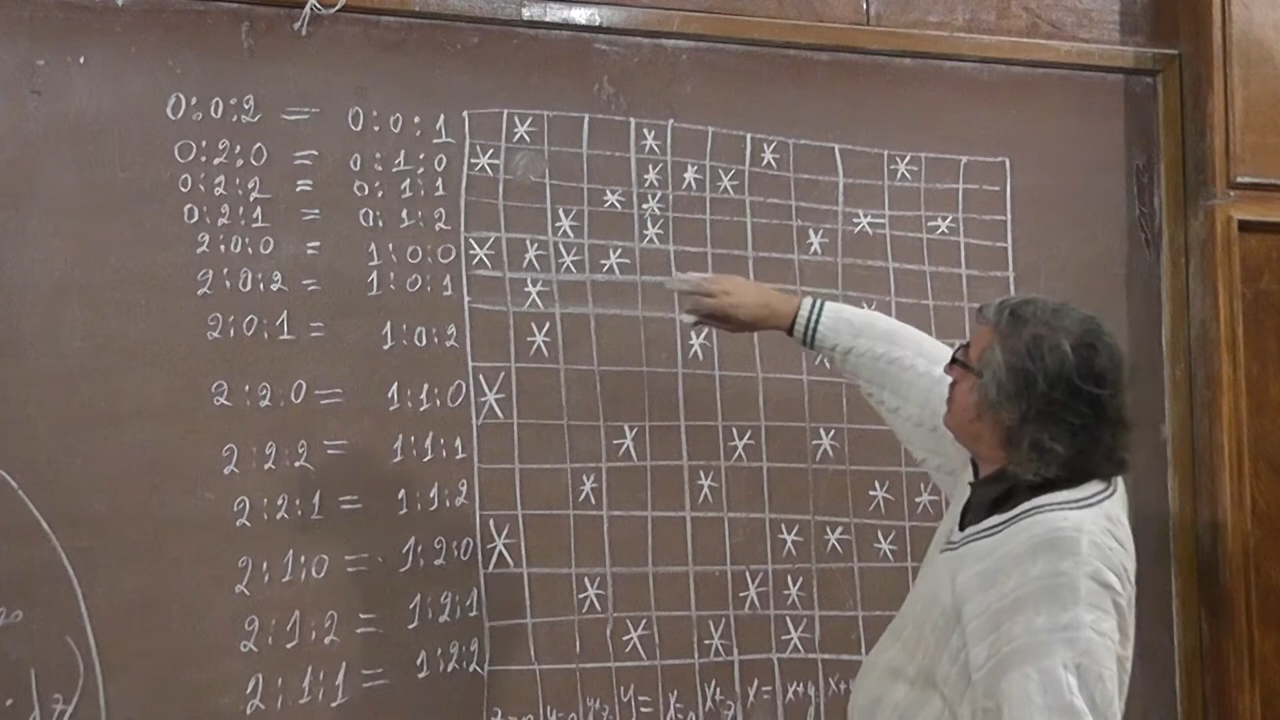 0:0:2 = 0:0:1
0:2:0 = 0:1:0
0:2:2 = 0:1:1
0:2:1 = 0:1:2
2:0:0 = 1:0:0
2:0:2 = 1:0:1
2:0:1 = 1:0:2
2:2:0 = 1:1:0
2:2:2 = 1:1:1
2:2:1 = 1:1:2
2:1:0 = 1:2:0
2:1:2 = 1:2:1
2:1:1 = 1:2:2
y= x= x+y